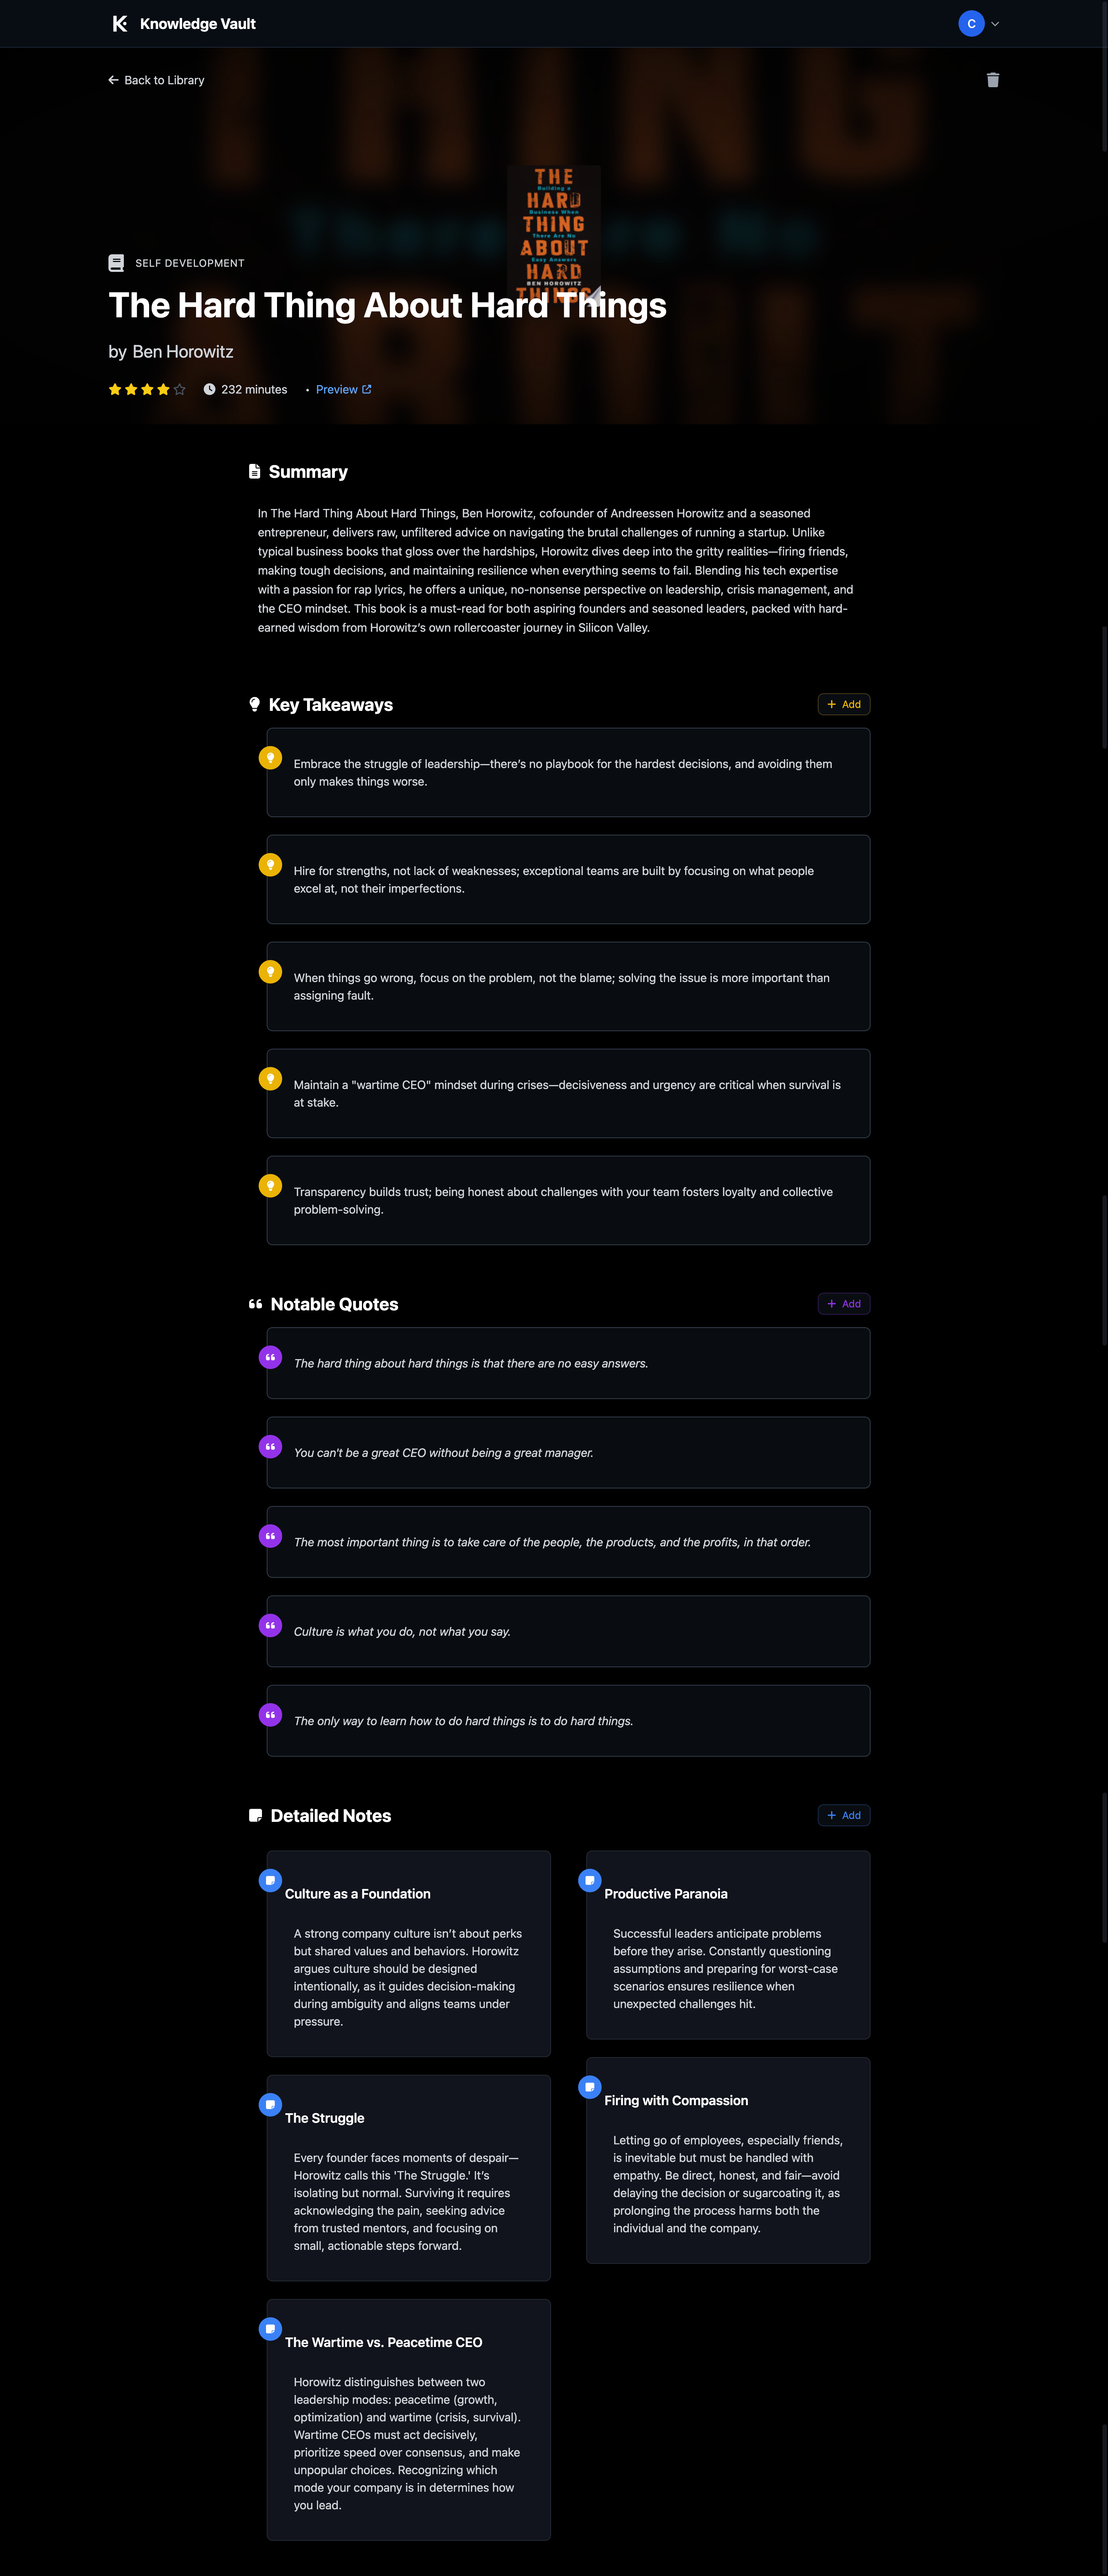 Knowledge Vault
C
Back to Library
THE
Building a
HARD
Business When
THING
There Are No
ABOUT
Easy Answers
HARD
BEN HOROWITZ
THINGS
SELF DEVELOPMENT
The Hard Thing About Hard Things
by Ben Horowitz
232 minutes
• Preview
Summary
In The Hard Thing About Hard Things, Ben Horowitz, cofounder of Andreessen Horowitz and a seasoned
entrepreneur, delivers raw, unfiltered advice on navigating the brutal challenges of running a startup. Unlike
typical business books that gloss over the hardships, Horowitz dives deep into the gritty realities—firing friends,
making tough decisions, and maintaining resilience when everything seems to fail. Blending his tech expertise
with a passion for rap lyrics, he offers a unique, no-nonsense perspective on leadership, crisis management, and
the CEO mindset. This book is a must-read for both aspiring founders and seasoned leaders, packed with hard-
earned wisdom from Horowitz’s own rollercoaster journey in Silicon Valley.
Key Takeaways
+ Add
Embrace the struggle of leadership—there’s no playbook for the hardest decisions, and avoiding them
only makes things worse.
Hire for strengths, not lack of weaknesses; exceptional teams are built by focusing on what people
excel at, not their imperfections.
When things go wrong, focus on the problem, not the blame; solving the issue is more important than
assigning fault.
Maintain a "wartime CEO" mindset during crises—decisiveness and urgency are critical when survival is
at stake.
Transparency builds trust; being honest about challenges with your team fosters loyalty and collective
problem-solving.
Notable Quotes
+ Add
The hard thing about hard things is that there are no easy answers.
You can't be a great CEO without being a great manager.
The most important thing is to take care of the people, the products, and the profits, in that order.
Culture is what you do, not what you say.
The only way to learn how to do hard things is to do hard things.
Detailed Notes
+ Add
Culture as a Foundation
A strong company culture isn’t about perks
but shared values and behaviors. Horowitz
argues culture should be designed
intentionally, as it guides decision-making
during ambiguity and aligns teams under
pressure.
The Struggle
Every founder faces moments of despair—
Horowitz calls this 'The Struggle.' It’s
isolating but normal. Surviving it requires
acknowledging the pain, seeking advice
from trusted mentors, and focusing on
small, actionable steps forward.
The Wartime vs. Peacetime CEO
Horowitz distinguishes between two
leadership modes: peacetime (growth,
optimization) and wartime (crisis, survival).
Wartime CEOs must act decisively,
prioritize speed over consensus, and make
unpopular choices. Recognizing which
mode your company is in determines how
you lead.
Productive Paranoia
Successful leaders anticipate problems
before they arise. Constantly questioning
assumptions and preparing for worst-case
scenarios ensures resilience when
unexpected challenges hit.
Firing with Compassion
Letting go of employees, especially friends,
is inevitable but must be handled with
empathy. Be direct, honest, and fair—avoid
delaying the decision or sugarcoating it, as
prolonging the process harms both the
individual and the company.